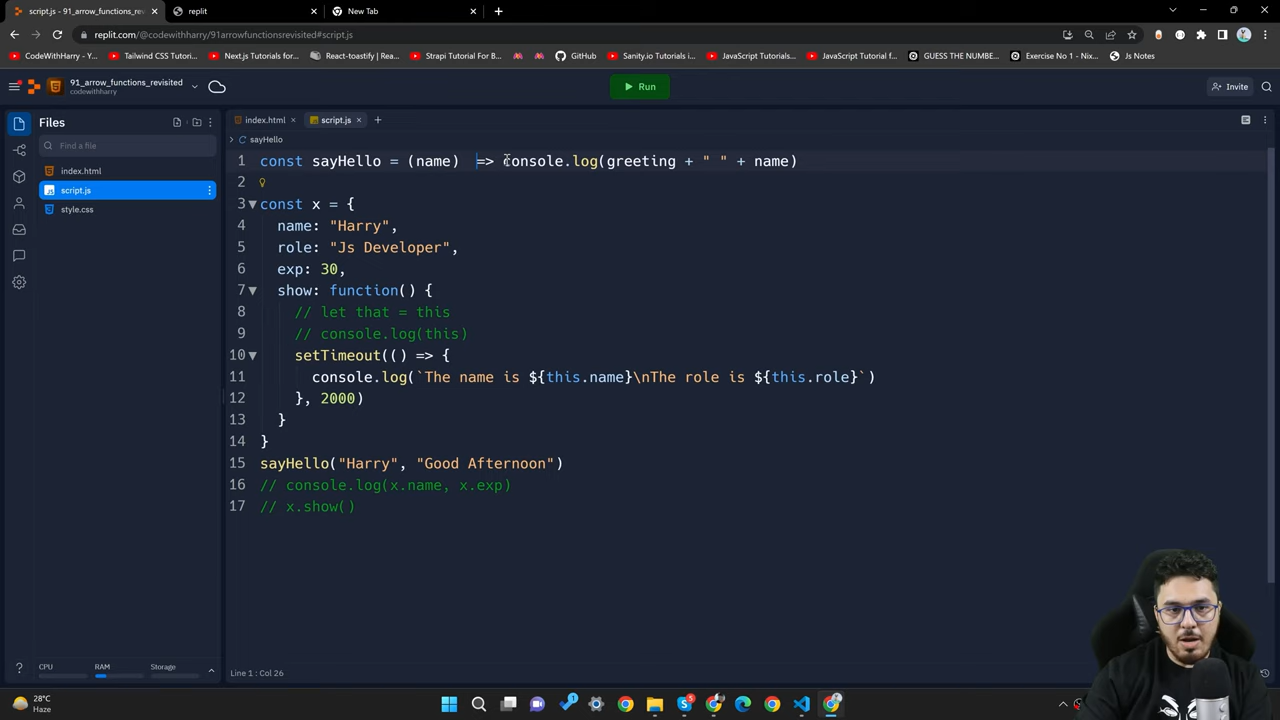 script.js - 91_arrow_functions_re
replit
New Tab
replit.com/@codewithharry/91arrowfunctionsrevisited#script.js
CodeWithHarry - Y...
Tailwind CSS Tutori...
Next.js Tutorials for...
React-toastify | Rea...
Strapi Tutorial For B...
GitHub
Sanity.io Tutorials i...
JavaScript Tutorials...
JavaScript Tutorial f...
GUESS THE NUMBE...
Exercise No 1 - Nix...
Js Notes
91_arrow_functions_revisited
codewithharry
Run
Invite
Files
Find a file
index.html
script.js
style.css
index.html
script.js
sayHello
1 const sayHello = (name)  => console.log(greeting + " " + name)
2
3 const x = {
4 name: "Harry",
5 role: "Js Developer",
6 exp: 30,
7 show: function() {
8 // let that = this
9 // console.log(this)
10 setTimeout(() => {
11 console.log(`The name is ${this.name}\nThe role is ${this.role}`)
12 }, 2000)
13 }
14 }
15 sayHello("Harry", "Good Afternoon")
16 // console.log(x.name, x.exp)
17 // x.show()
CPU
RAM
Storage
Line 1 : Col 26
28°C
Haze